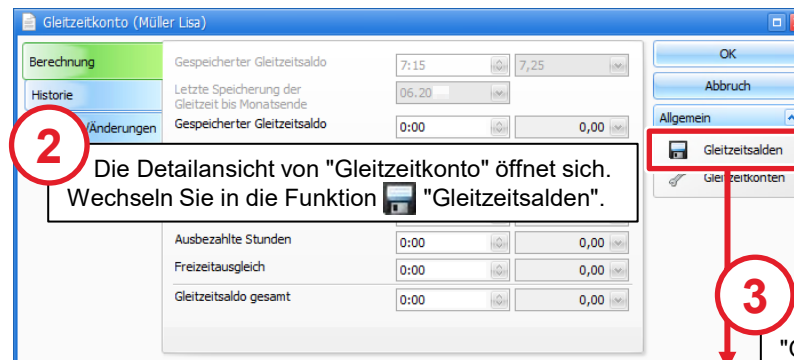 Gleitzeitkonto (Müller Lisa)
Berechnung
Historie
/Änderungen
Gespeicherter Gleitzeitsaldo 7:15 7,25
Letzte Speicherung der
Gleitzeit bis Monatsende 06.20
Gespeicherter Gleitzeitsaldo 0:00 0,00
2
Die Detailansicht von "Gleitzeitkonto" öffnet sich.
Wechseln Sie in die Funktion "Gleitzeitsalden".
Ausbezahlte Stunden 0:00 0,00
Freizeitausgleich 0:00 0,00
Gleitzeitsaldo gesamt 0:00 0,00
OK
Abbruch
Allgemein
Gleitzeitsalden
Gleitzeitkonten
3
"G